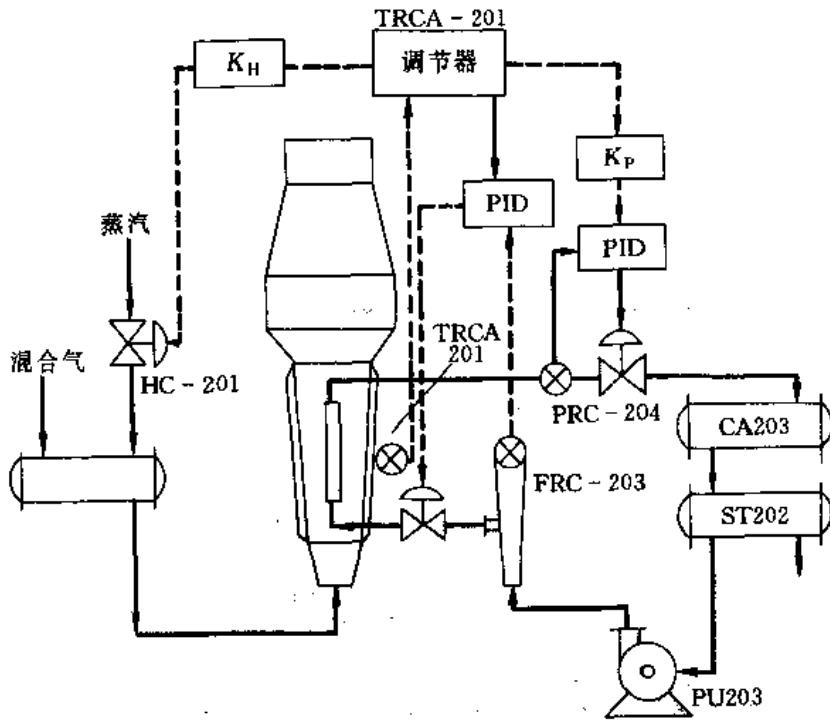 TRCA-201
K_H
调节器
K_P
PID
PID
蒸汽
TRCA
201
混合气
HC-201
PRC-204
CA203
FRC-203
ST202
PU203